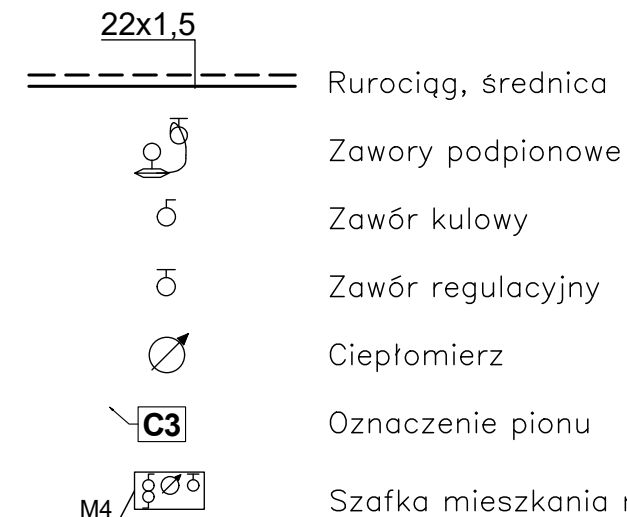 22x1,5
Rurociąg, średnica
Zawory podpionowe
Zawór kulowy
Zawór regulacyjny
Ciepłomierz
C3 Oznaczenie pionu
M4 Szafka mieszkania